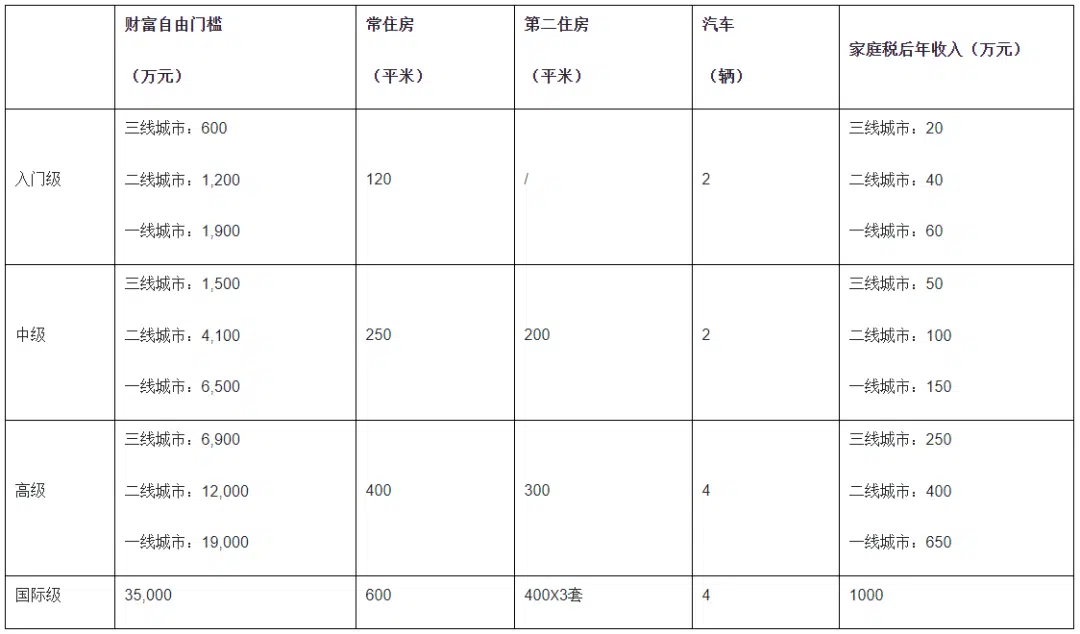 财富自由门槛
（万元）
常住房
（平米）
第二住房
（平米）
汽车
（辆）
家庭税后年收入（万元）
入门级
三线城市：600
二线城市：1,200
一线城市：1,900
120
/
2
三线城市：20
二线城市：40
一线城市：60
中级
三线城市：1,500
二线城市：4,100
一线城市：6,500
250
200
2
三线城市：50
二线城市：100
一线城市：150
高级
三线城市：6,900
二线城市：12,000
一线城市：19,000
400
300
4
三线城市：250
二线城市：400
一线城市：650
国际级
35,000
600
400X3套
4
1000